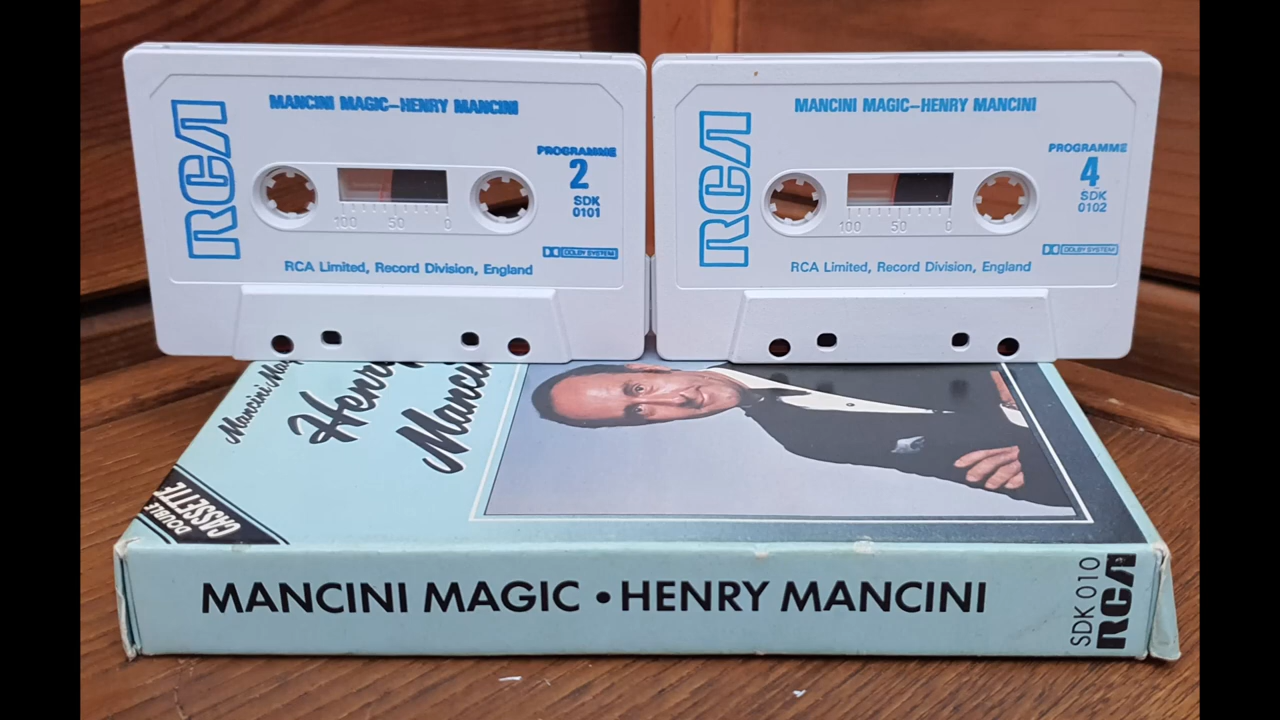 MANCINI MAGIC—HENRY MANCINI
RCA
PROGRAMME
2
SDK
0101
100 50 0
DOLBY SYSTEM
RCA Limited, Record Division, England
MANCINI MAGIC—HENRY MANCINI
RCA
PROGRAMME
4
SDK
0102
100 50 0
DOLBY SYSTEM
RCA Limited, Record Division, England
Mancini
Henry
Mancini
DOUBLE
CASSETTE
MANCINI MAGIC • HENRY MANCINI
SDK 010
RCA